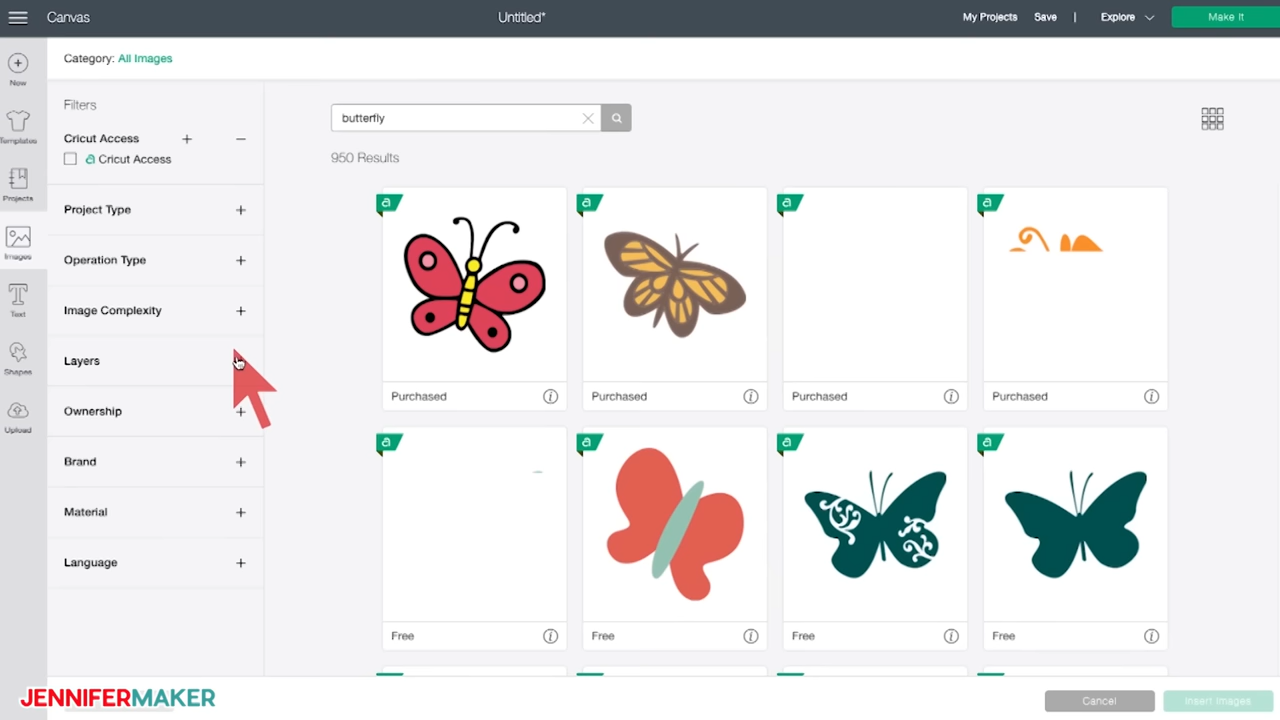 Canvas
Untitled*
My Projects Save | Explore Make It
Category: All Images
New
Templates
Projects
Images
Text
Shapes
Upload
Filters
Cricut Access
a Cricut Access
Project Type
Operation Type
Image Complexity
Layers
Ownership
Brand
Material
Language
butterfly
950 Results
a a a a
Purchased Purchased Purchased Purchased
a a a a
Free Free Free Free
JENNIFERMAKER
Cancel Insert Images